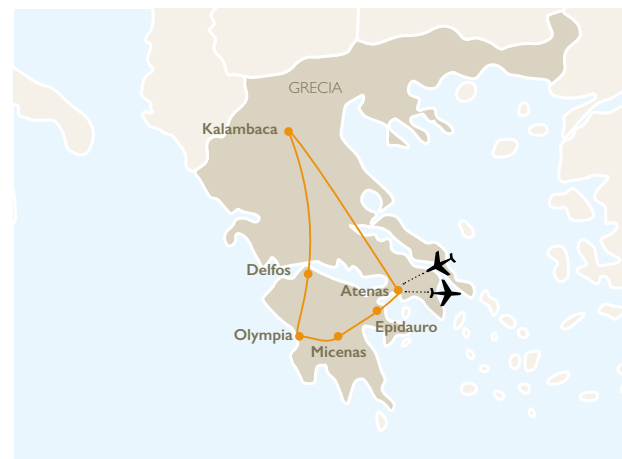 GRECIA
Kalambaca
Delfos
Atenas
Epidauro
Olympia
Micenas